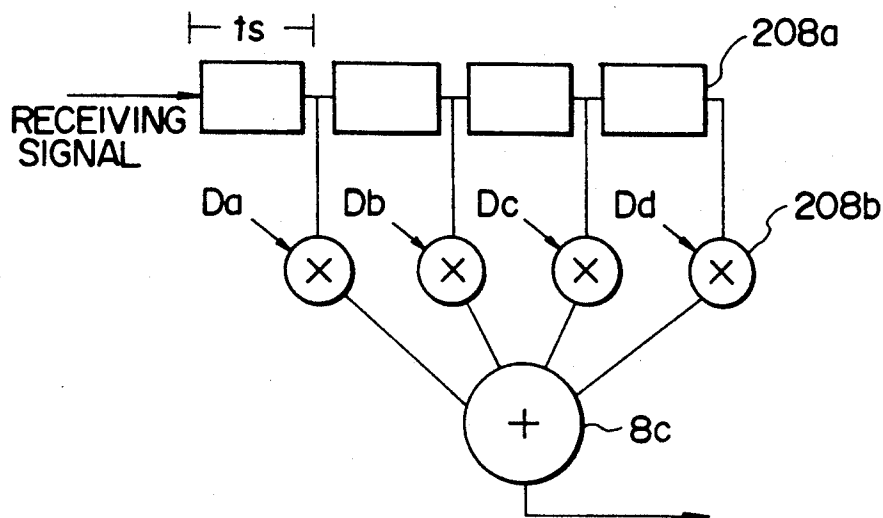 ts
208a
RECEIVING
SIGNAL
Da
Db
Dc
Dd
208b
×
×
×
×
+
8c